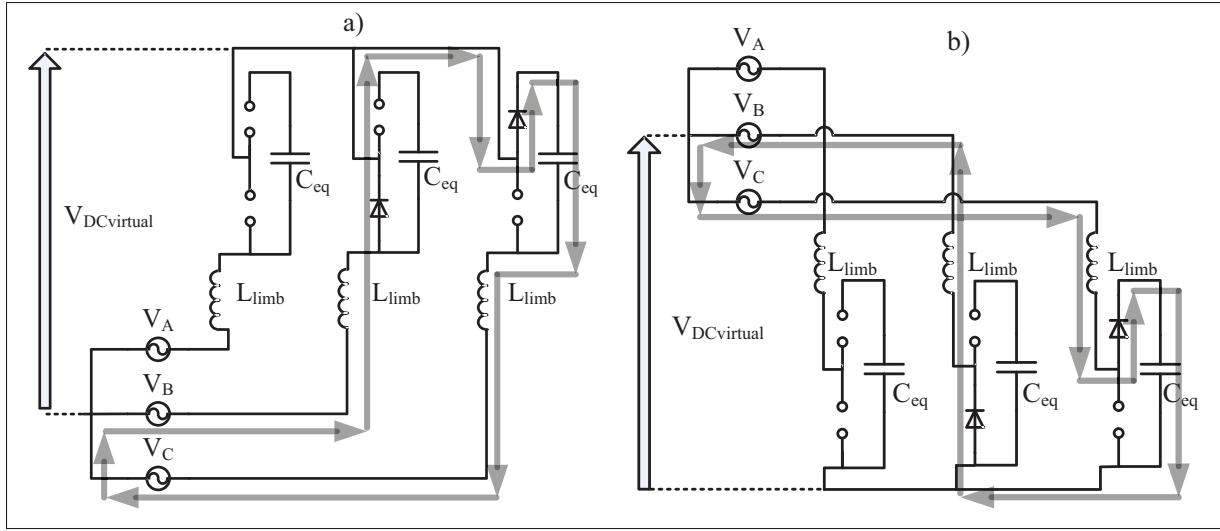 a)
V_DCvirtual
C_eq
C_eq
C_eq
L_limb
L_limb
L_limb
V_A
V_B
V_C
b)
V_A
V_B
V_C
V_DCvirtual
L_limb
L_limb
L_limb
C_eq
C_eq
C_eq